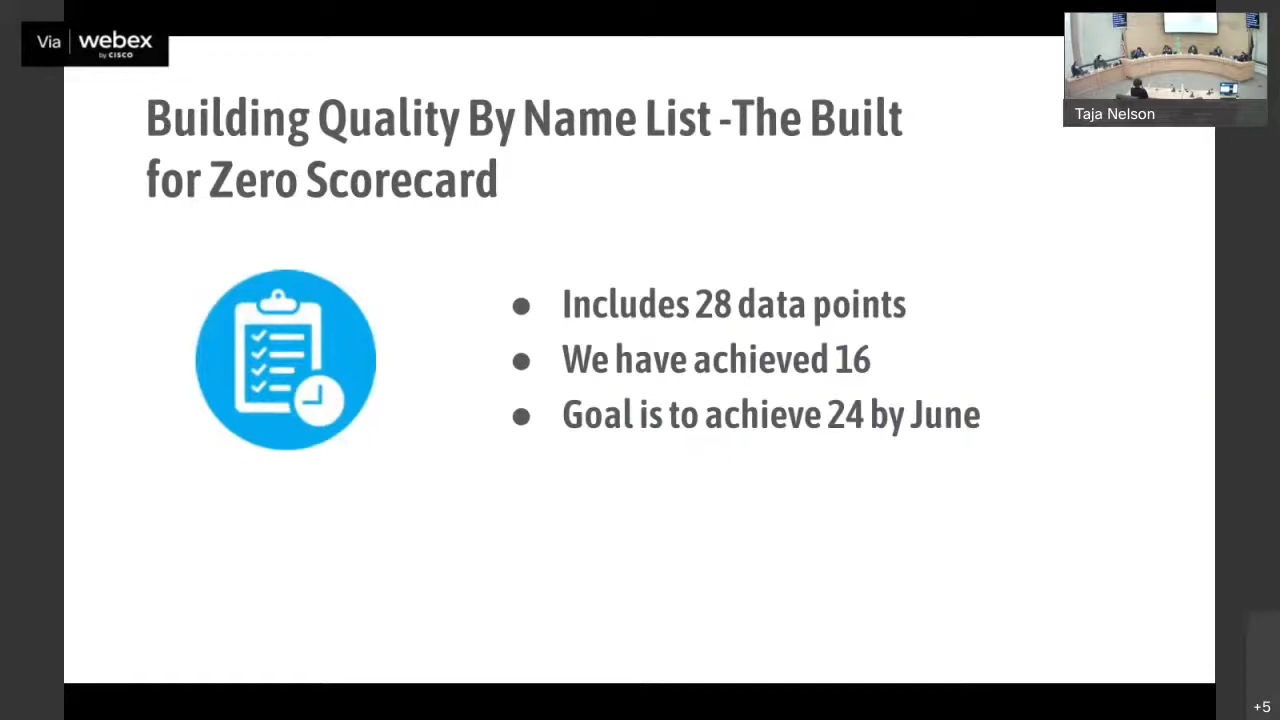 Via webex
by CISCO
Building Quality By Name List -The Built
for Zero Scorecard
Taja Nelson
● Includes 28 data points
● We have achieved 16
● Goal is to achieve 24 by June
+5